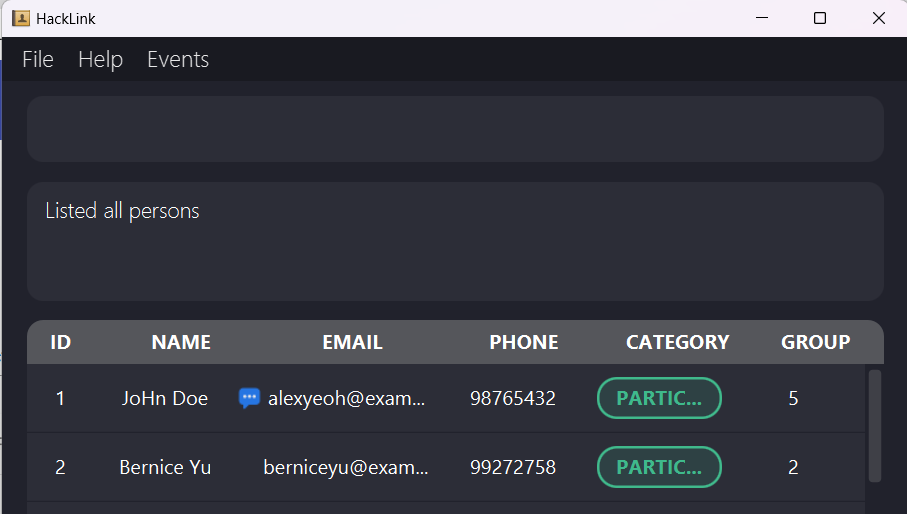 HackLink
File Help Events
Listed all persons
ID NAME EMAIL PHONE CATEGORY GROUP
1 JoHn Doe alexyeoh@exam... 98765432 PARTIC... 5
2 Bernice Yu berniceyu@exam... 99272758 PARTIC... 2